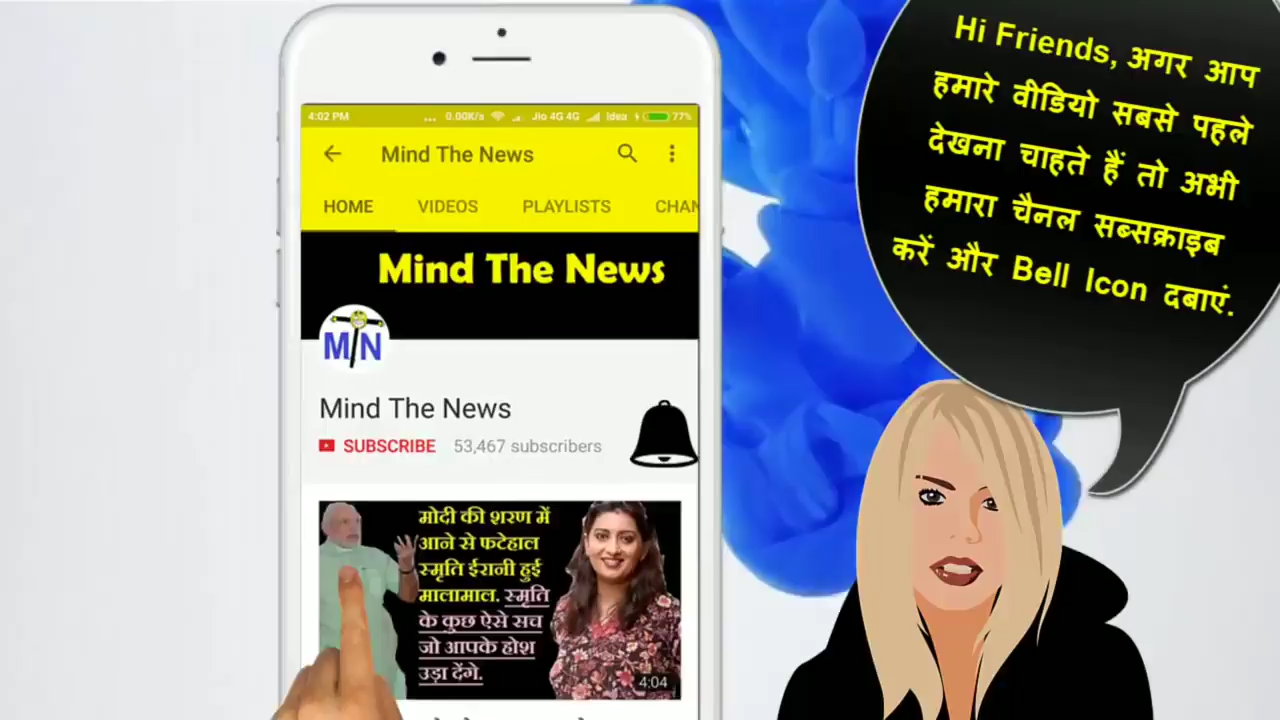 4:02 PM ... 0.00K/s Jio 4G 4G Idea 77%
Mind The News
HOME VIDEOS PLAYLISTS CHAN
Mind The News
M N
Mind The News
SUBSCRIBE 53,467 subscribers
मोदी की शरण में
आने से फटेहाल
स्मृति ईरानी हुई
मालामाल. स्मृति
के कुछ ऐसे सच
जो आपके होश
उड़ा देंगे.
4:04
Hi Friends, अगर आप
हमारे वीडियो सबसे पहले
देखना चाहते हैं तो अभी
हमारा चैनल सब्सक्राइब
करें और Bell Icon दबाएं.